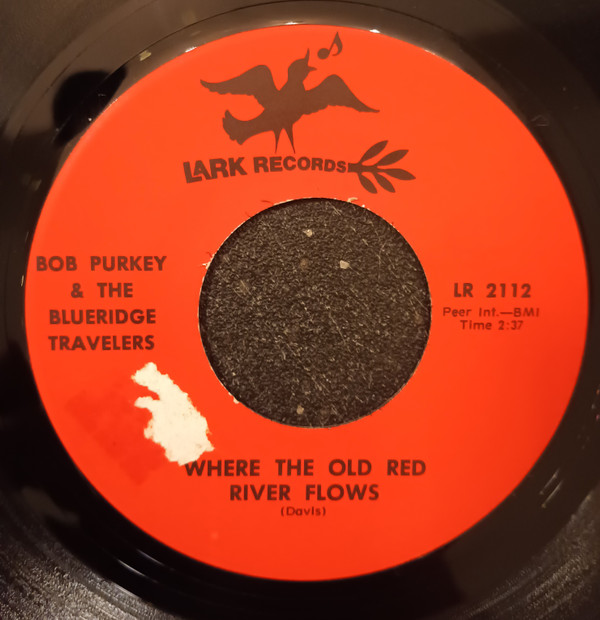 LARK RECORDS
BOB PURKEY
& THE
BLUERIDGE
TRAVELERS
LR 2112
Peer Int.—BMI
Time 2:37
WHERE THE OLD RED
RIVER FLOWS
(Davis)